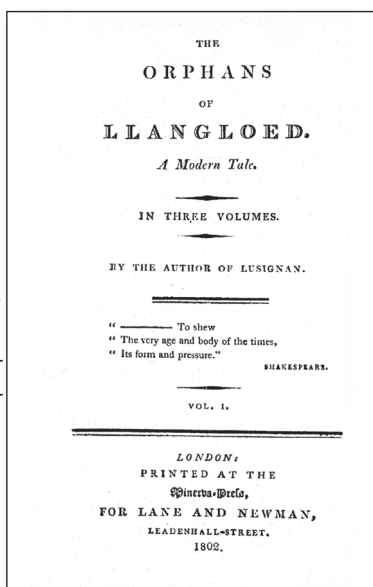 THE
ORPHANS
OF
LLANGLOED.
A Modern Tale.
IN THREE VOLUMES.
BY THE AUTHOR OF LUSIGNAN.
“ ——— To shew
“ The very age and body of the times,
“ Its form and pressure.”
SHAKESPEARE.
VOL. I.
LONDON:
PRINTED AT THE
Minerva-Press,
FOR LANE AND NEWMAN,
LEADENHALL-STREET.
1802.